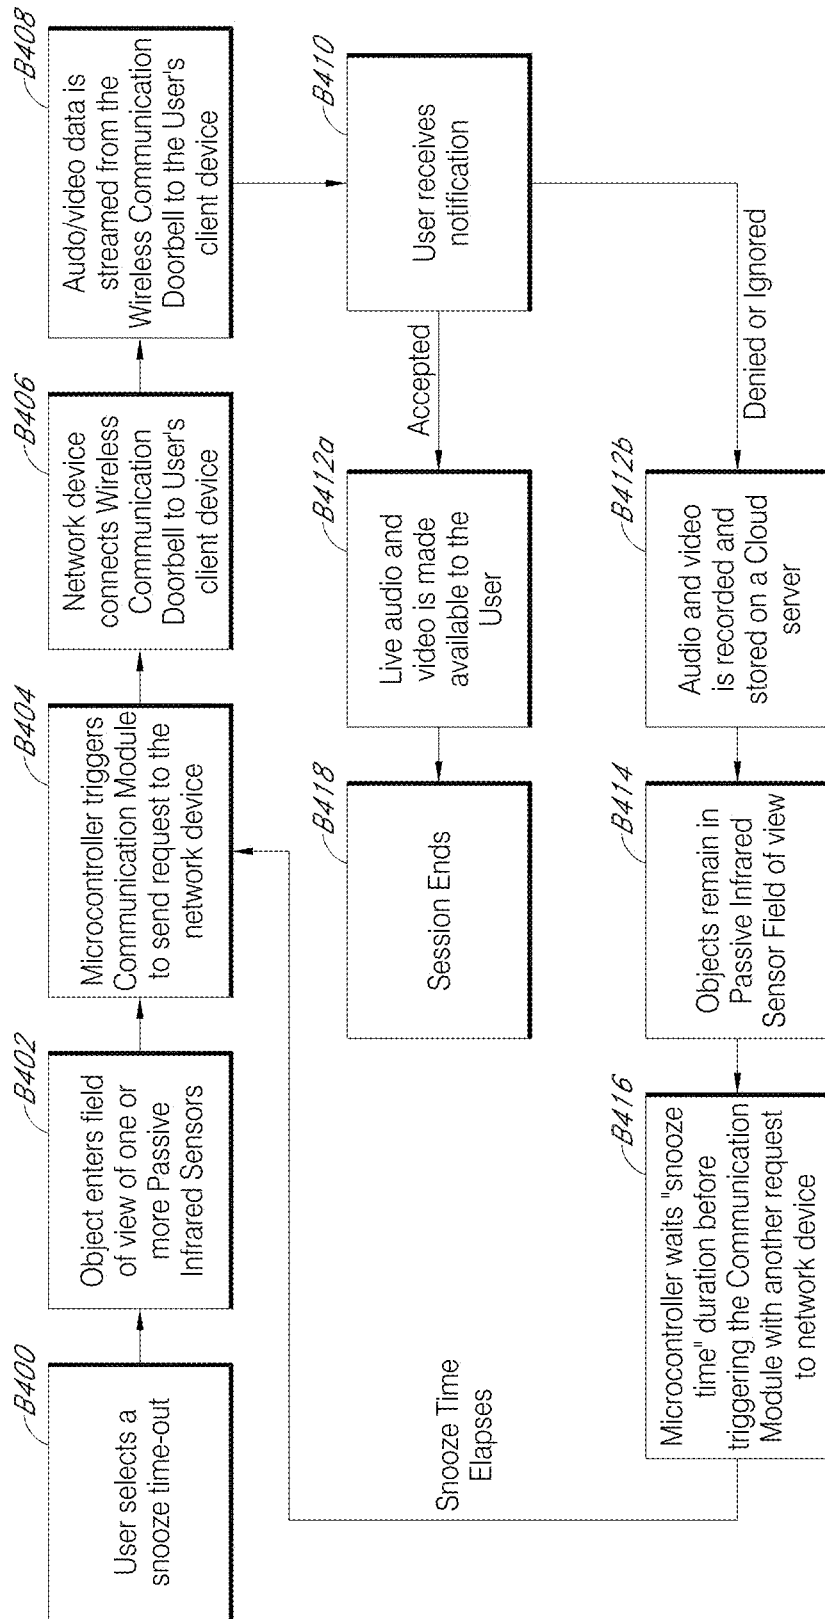 B400
User selects a
snooze time-out
B402
Object enters field
of view of one or
more Passive
Infrared Sensors
B404
Microcontroller triggers
Communication Module
to send request to the
network device
B406
Network device
connects Wireless
Communication
Doorbell to User's
client device
B408
Audo/video data is
streamed from the
Wireless Communication
Doorbell to the User's
client device
B410
User receives
notification
Accepted
Denied or Ignored
B412a
Live audio and
video is made
available to the
User
B418
Session Ends
B412b
Audio and video
is recorded and
stored on a Cloud
server
B414
Objects remain in
Passive Infrared
Sensor Field of view
B416
Microcontroller waits "snooze
time" duration before
triggering the Communication
Module with another request
to network device
Snooze Time
Elapses